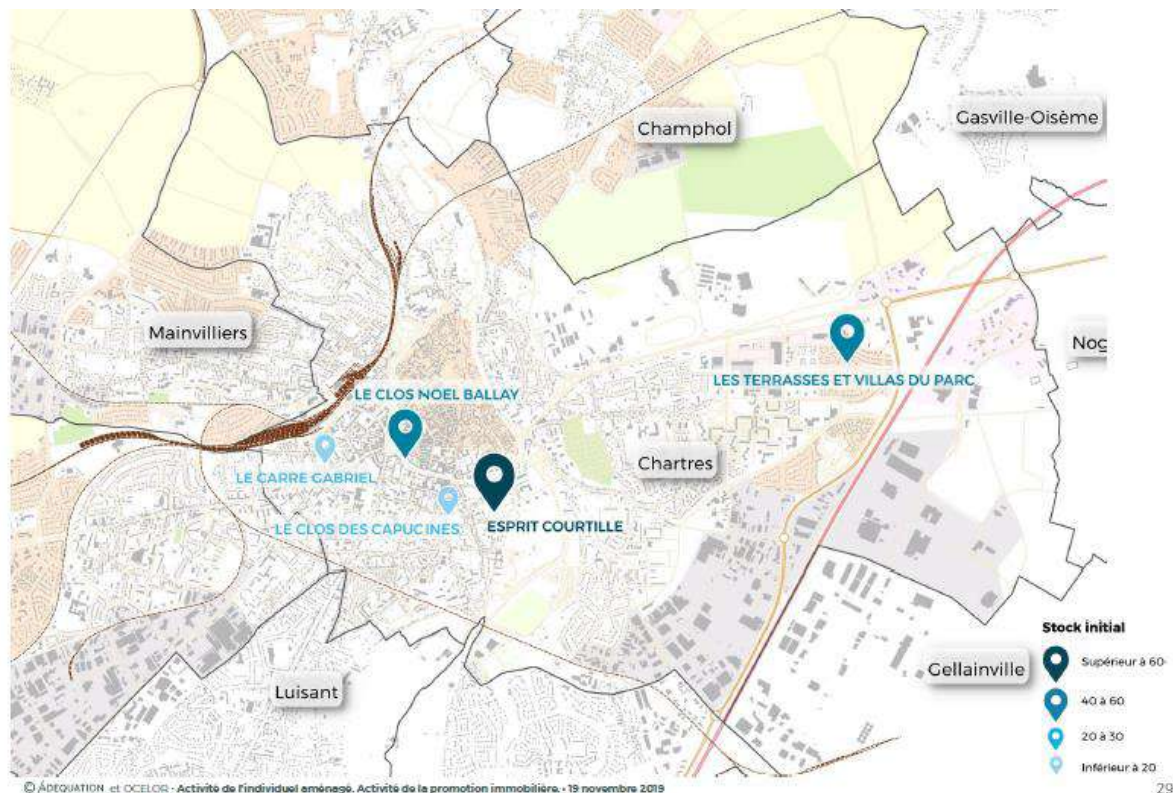 Champhol
Gasville-Oisème
Mainvilliers
Nog
LES TERRASSES ET VILLAS DU PARC
LE CLOS NOEL BALLAY
Chartres
LE CARRE GABRIEL
LE CLOS DES CAPUCINES
ESPRIT COURTILLE
Stock initial
Supérieur à 60
40 à 60
20 à 30
Inférieur à 20
Gellainville
Luisant
© ADEQUATION et OCELOR - Activité de l'individuel aménagé. Activité de la promotion immobilière. - 19 novembre 2019
29